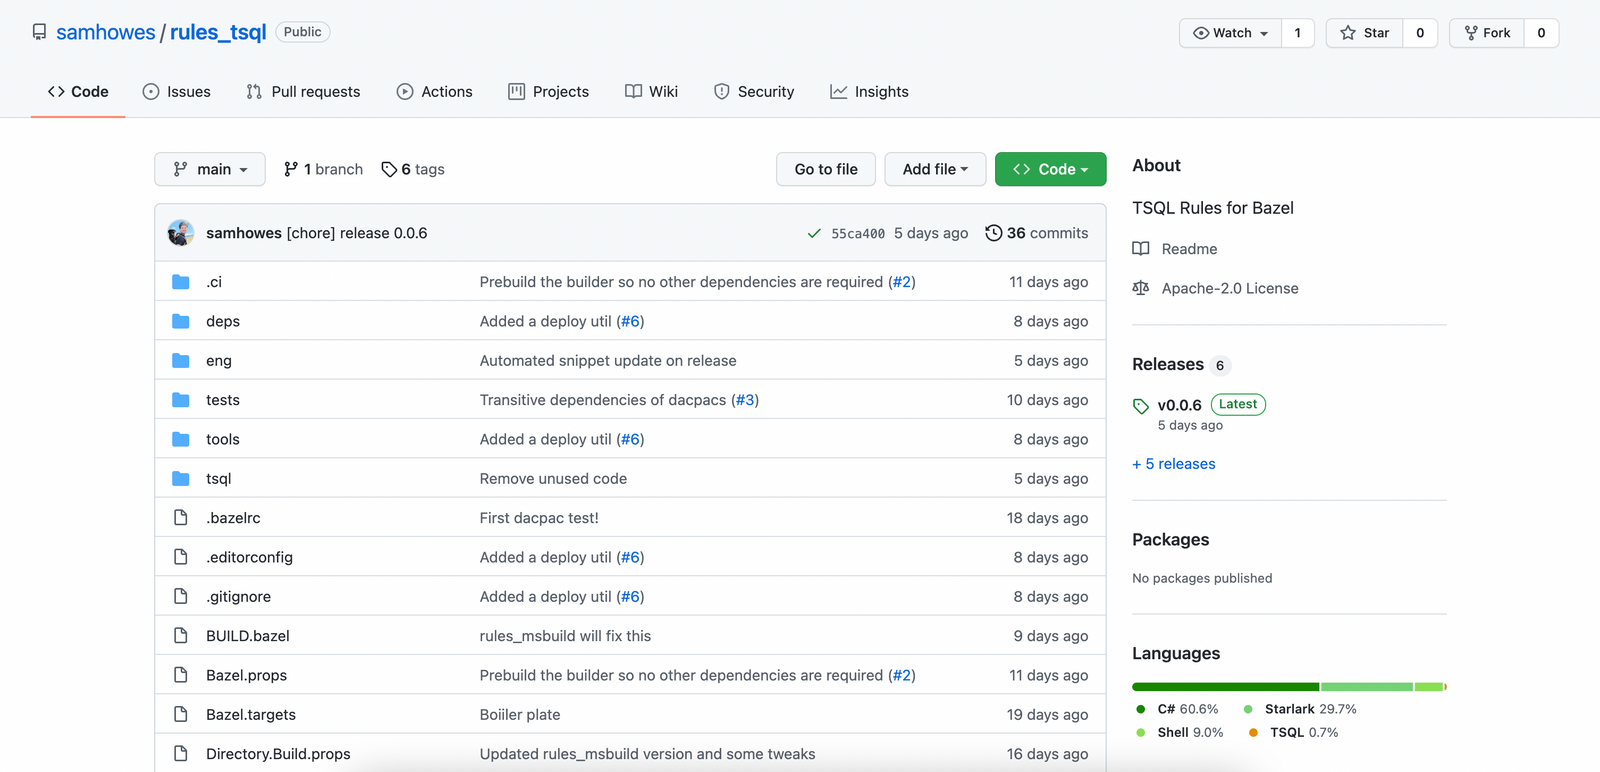 samhowes / rules_tsql Public
Watch 1 Star 0 Fork 0
Code Issues Pull requests Actions Projects Wiki Security Insights
main 1 branch 6 tags Go to file Add file Code
samhowes [chore] release 0.0.6 55ca400 5 days ago 36 commits
.ci Prebuild the builder so no other dependencies are required (#2) 11 days ago
deps Added a deploy util (#6) 8 days ago
eng Automated snippet update on release 5 days ago
tests Transitive dependencies of dacpacs (#3) 10 days ago
tools Added a deploy util (#6) 8 days ago
tsql Remove unused code 5 days ago
.bazelrc First dacpac test! 18 days ago
.editorconfig Added a deploy util (#6) 8 days ago
.gitignore Added a deploy util (#6) 8 days ago
BUILD.bazel rules_msbuild will fix this 9 days ago
Bazel.props Prebuild the builder so no other dependencies are required (#2) 11 days ago
Bazel.targets Boiiler plate 19 days ago
Directory.Build.props Updated rules_msbuild version and some tweaks 16 days ago
About
TSQL Rules for Bazel
Readme
Apache-2.0 License
Releases 6
v0.0.6 Latest
5 days ago
+ 5 releases
Packages
No packages published
Languages
C# 60.6% Starlark 29.7%
Shell 9.0% TSQL 0.7%